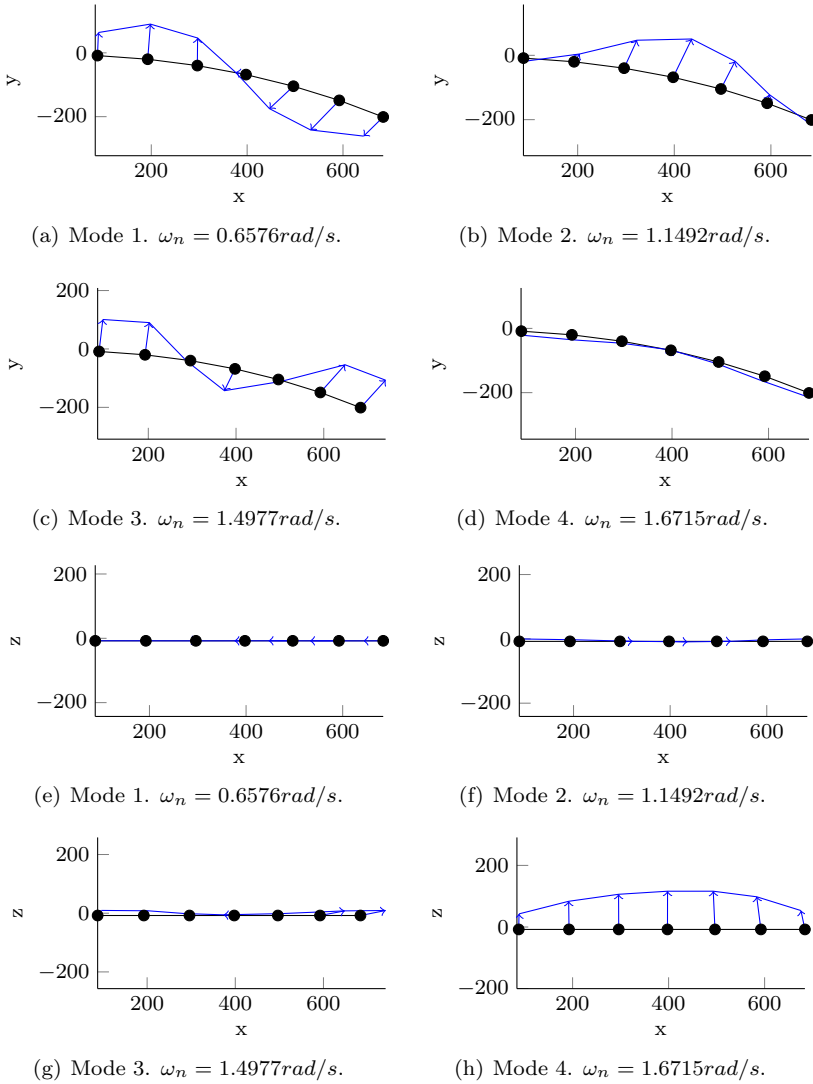 0
−200
y
200 400 600
x
(a) Mode 1. ωn = 0.6576rad/s.
0
−200
y
200 400 600
x
(b) Mode 2. ωn = 1.1492rad/s.
200
0
−200
y
200 400 600
x
(c) Mode 3. ωn = 1.4977rad/s.
0
−200
y
200 400 600
x
(d) Mode 4. ωn = 1.6715rad/s.
200
0
−200
z
200 400 600
x
(e) Mode 1. ωn = 0.6576rad/s.
200
0
−200
z
200 400 600
x
(f) Mode 2. ωn = 1.1492rad/s.
200
0
−200
z
200 400 600
x
(g) Mode 3. ωn = 1.4977rad/s.
200
0
−200
z
200 400 600
x
(h) Mode 4. ωn = 1.6715rad/s.